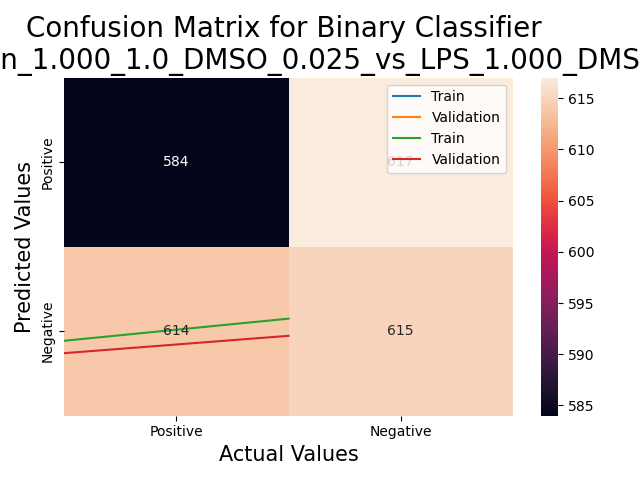 Confusion Matrix for Binary Classifier
n_1.000_1.0_DMSO_0.025_vs_LPS_1.000_DMS
Train
Validation
Train
Validation
Predicted Values
Positive
Negative
584
617
614
615
Positive
Negative
Actual Values
615
610
605
600
595
590
585